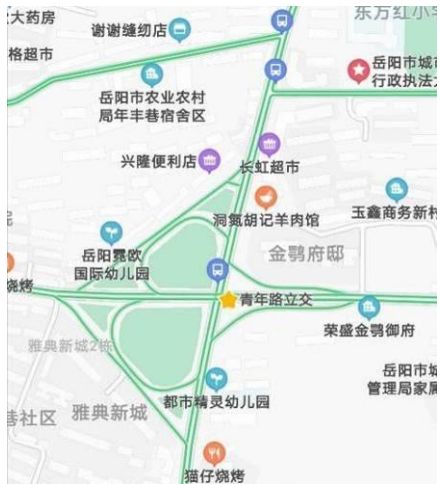 大药房
谢谢缝纫店
东方红小
格超市
岳阳市农业农村
局年丰巷宿舍区
岳阳市城市
行政执法
兴隆便利店
长虹超市
洞氮胡记羊肉馆
玉鑫商务新村
岳阳霓欧
国际幼儿园
金鹗府邸
烧烤
青年路立交
荣盛金鹗御府
雅典新城2栋
都市精灵幼儿园
岳阳市城
管理局家属
巷社区
雅典新城
猫仔烧烤